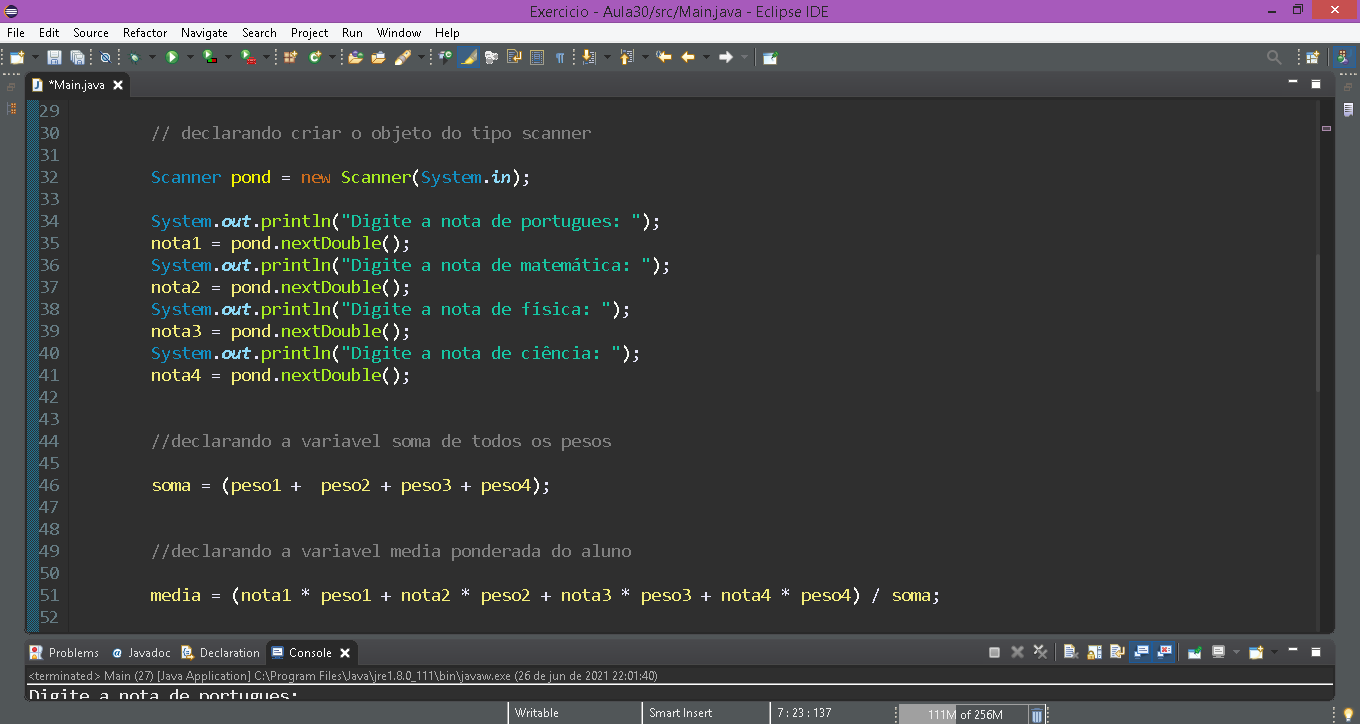 Exercicio - Aula30/src/Main.java - Eclipse IDE
File Edit Source Refactor Navigate Search Project Run Window Help
*Main.java
29
30 // declarando criar o objeto do tipo scanner
31
32 Scanner pond = new Scanner(System.in);
33
34 System.out.println("Digite a nota de portugues: ");
35 nota1 = pond.nextDouble();
36 System.out.println("Digite a nota de matemática: ");
37 nota2 = pond.nextDouble();
38 System.out.println("Digite a nota de física: ");
39 nota3 = pond.nextDouble();
40 System.out.println("Digite a nota de ciência: ");
41 nota4 = pond.nextDouble();
42
43
44 //declarando a variavel soma de todos os pesos
45
46 soma = (peso1 +  peso2 + peso3 + peso4);
47
48
49 //declarando a variavel media ponderada do aluno
50
51 media = (nota1 * peso1 + nota2 * peso2 + nota3 * peso3 + nota4 * peso4) / soma;
52
Problems Javadoc Declaration Console
<terminated> Main (27) [Java Application] C:\Program Files\Java\jre1.8.0_111\bin\javaw.exe (26 de jun de 2021 22:01:40)
Digite a nota de portugues:
Writable Smart Insert 7 : 23 : 137 111M of 256M